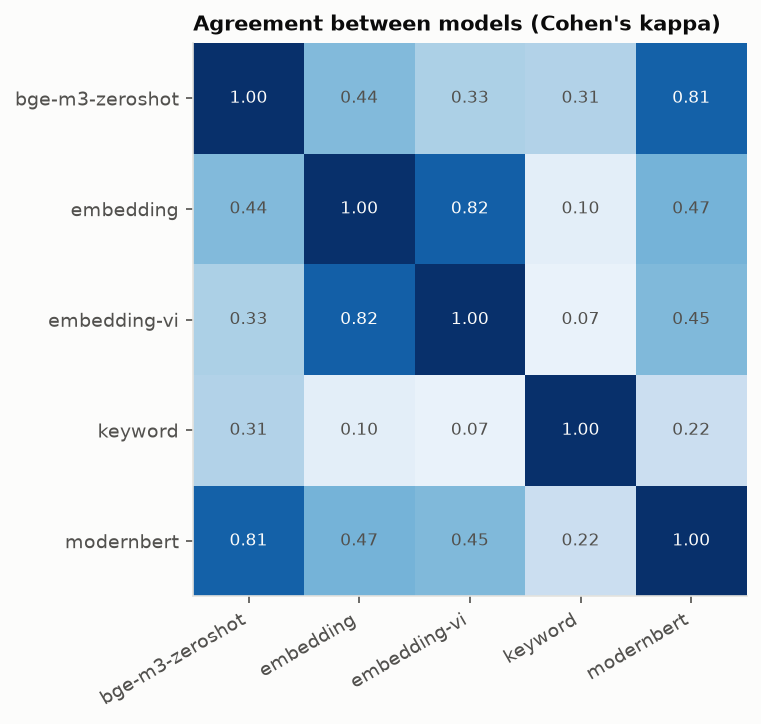 Agreement between models (Cohen's kappa)
bge-m3-zeroshot 1.00 0.44 0.33 0.31 0.81
embedding 0.44 1.00 0.82 0.10 0.47
embedding-vi 0.33 0.82 1.00 0.07 0.45
keyword 0.31 0.10 0.07 1.00 0.22
modernbert 0.81 0.47 0.45 0.22 1.00
bge-m3-zeroshot embedding embedding-vi keyword modernbert